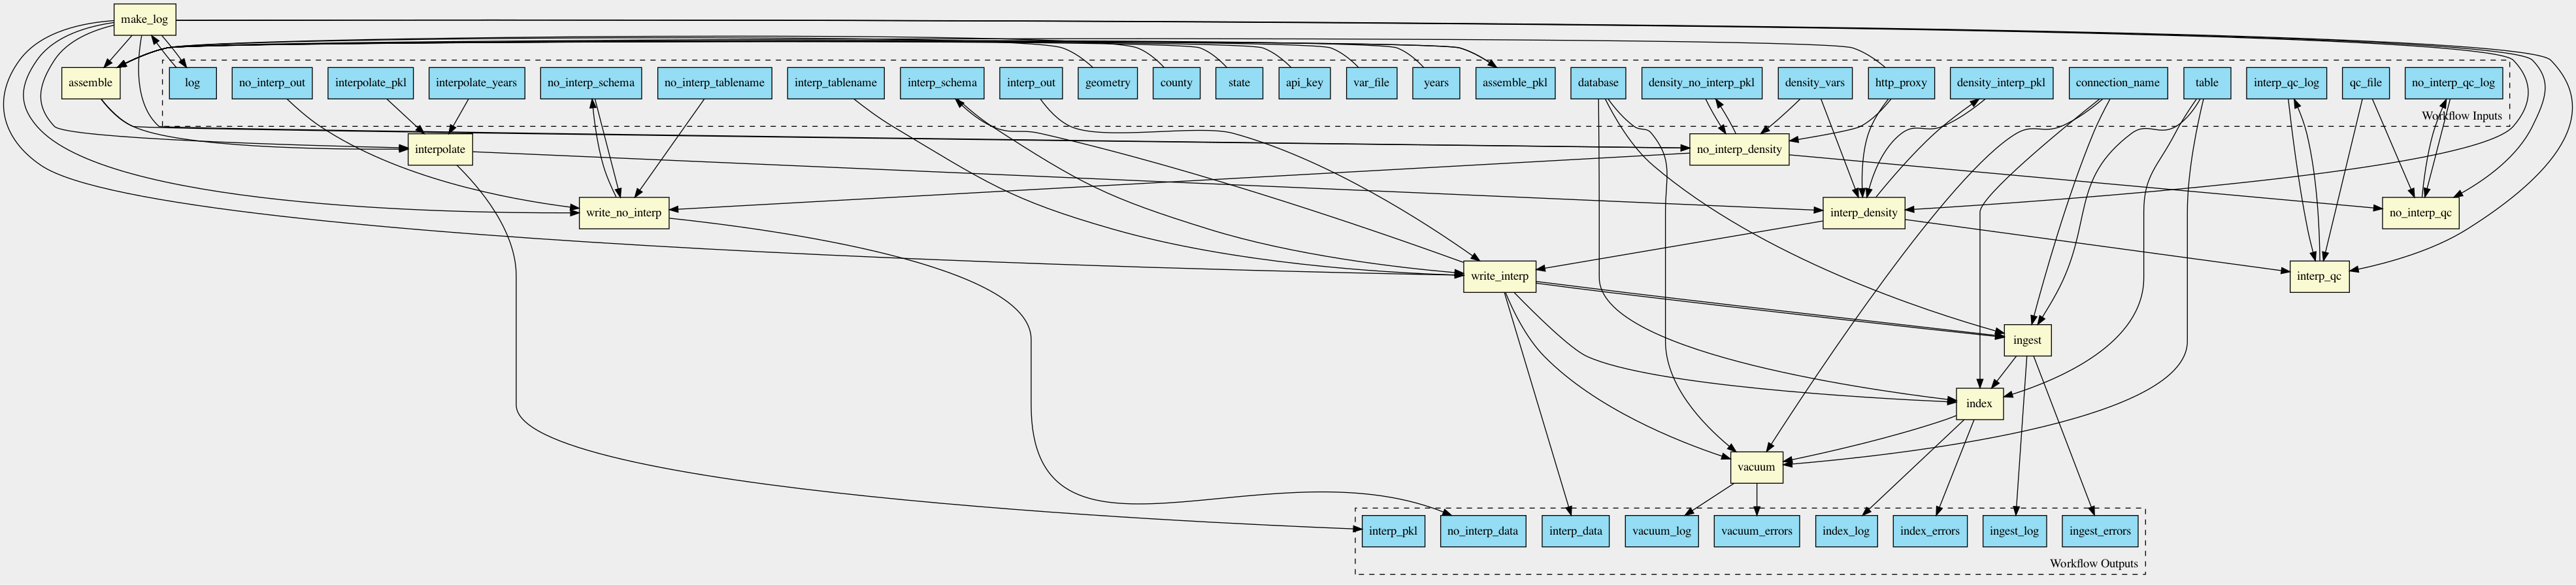 make_log
assemble
log
no_interp_out
interpolate_pkl
interpolate_years
no_interp_schema
no_interp_tablename
interp_tablename
interp_schema
interp_out
geometry
county
state
api_key
var_file
years
assemble_pkl
database
density_no_interp_pkl
density_vars
http_proxy
density_interp_pkl
connection_name
table
interp_qc_log
qc_file
no_interp_qc_log
Workflow Inputs
interpolate
no_interp_density
write_no_interp
interp_density
no_interp_qc
write_interp
interp_qc
ingest
index
vacuum
interp_pkl
no_interp_data
interp_data
vacuum_log
vacuum_errors
index_log
index_errors
ingest_log
ingest_errors
Workflow Outputs